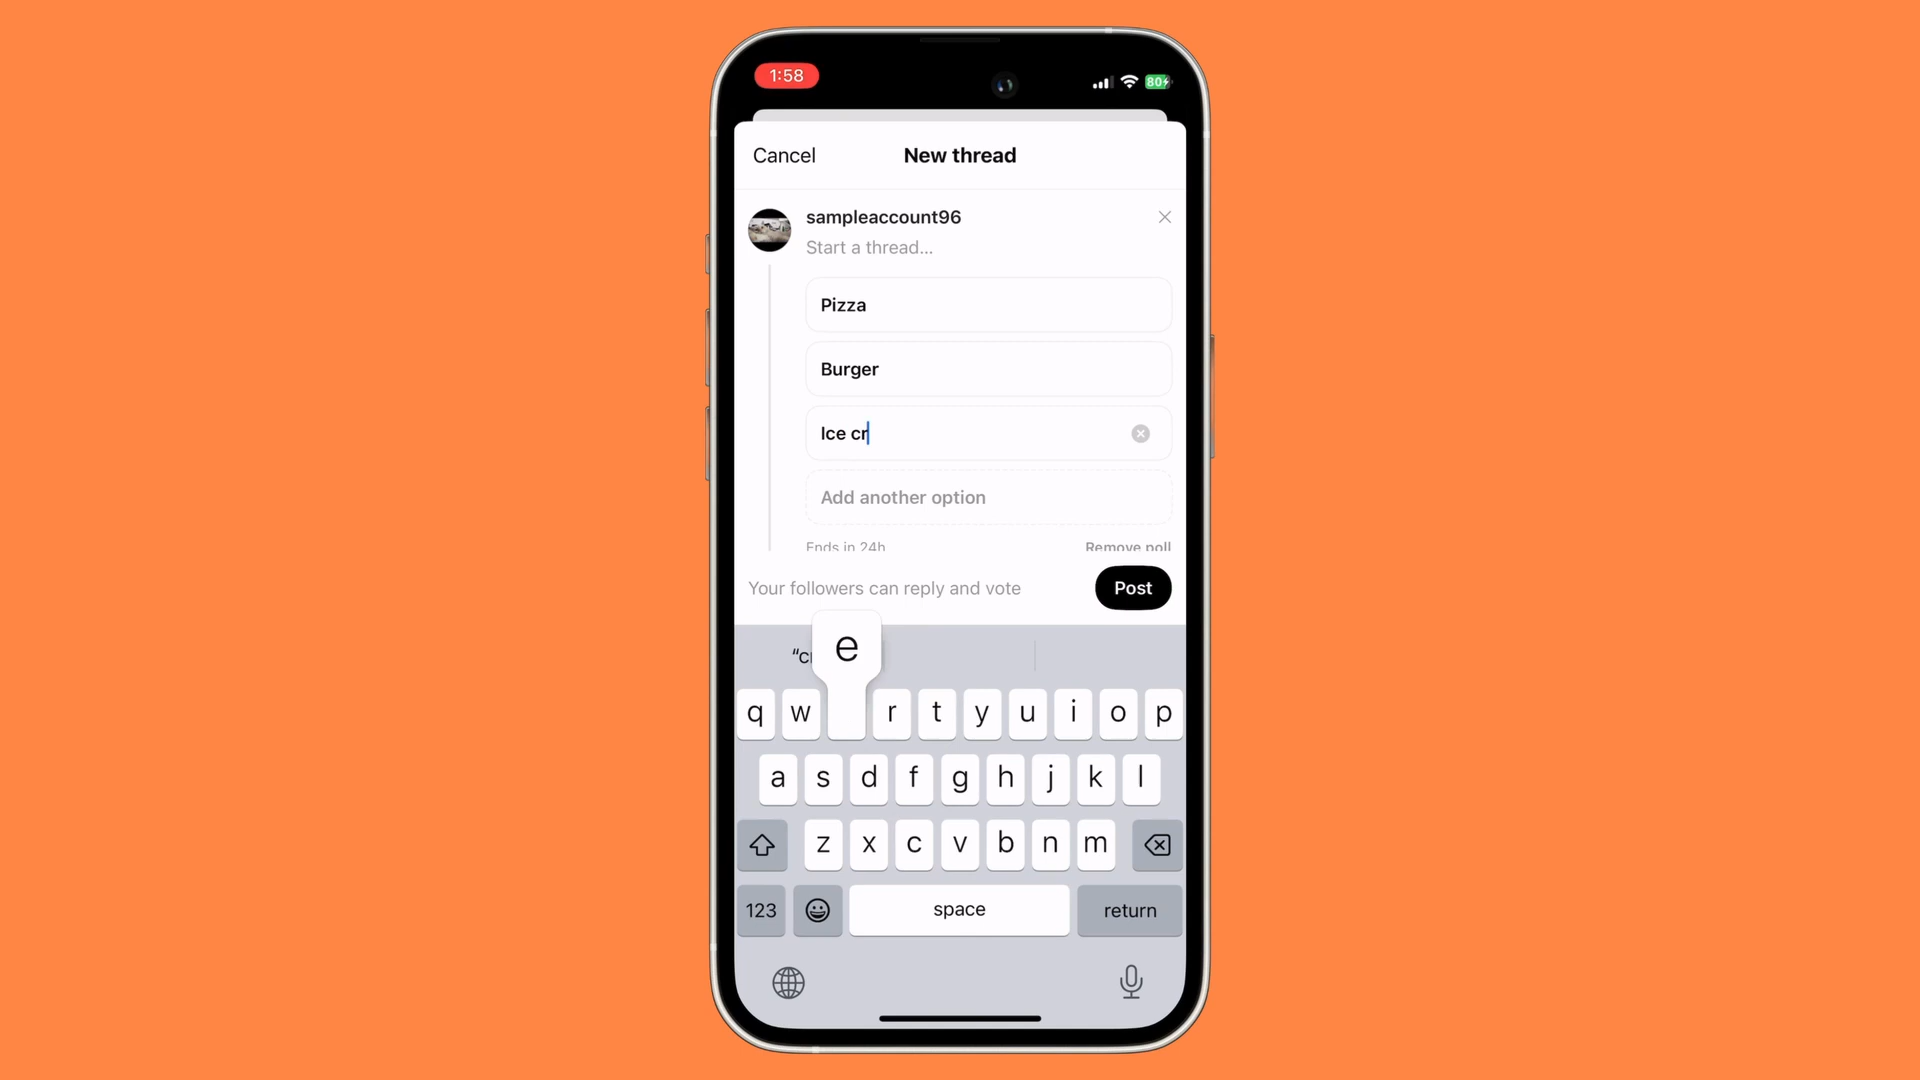 1:58
80
Cancel
New thread
sampleaccount96
Start a thread...
Pizza
Burger
Ice cr
Add another option
Ends in 24h
Remove poll
Your followers can reply and vote
Post
e
q w r t y u i o p
a s d f g h j k l
z x c v b n m
123
space
return